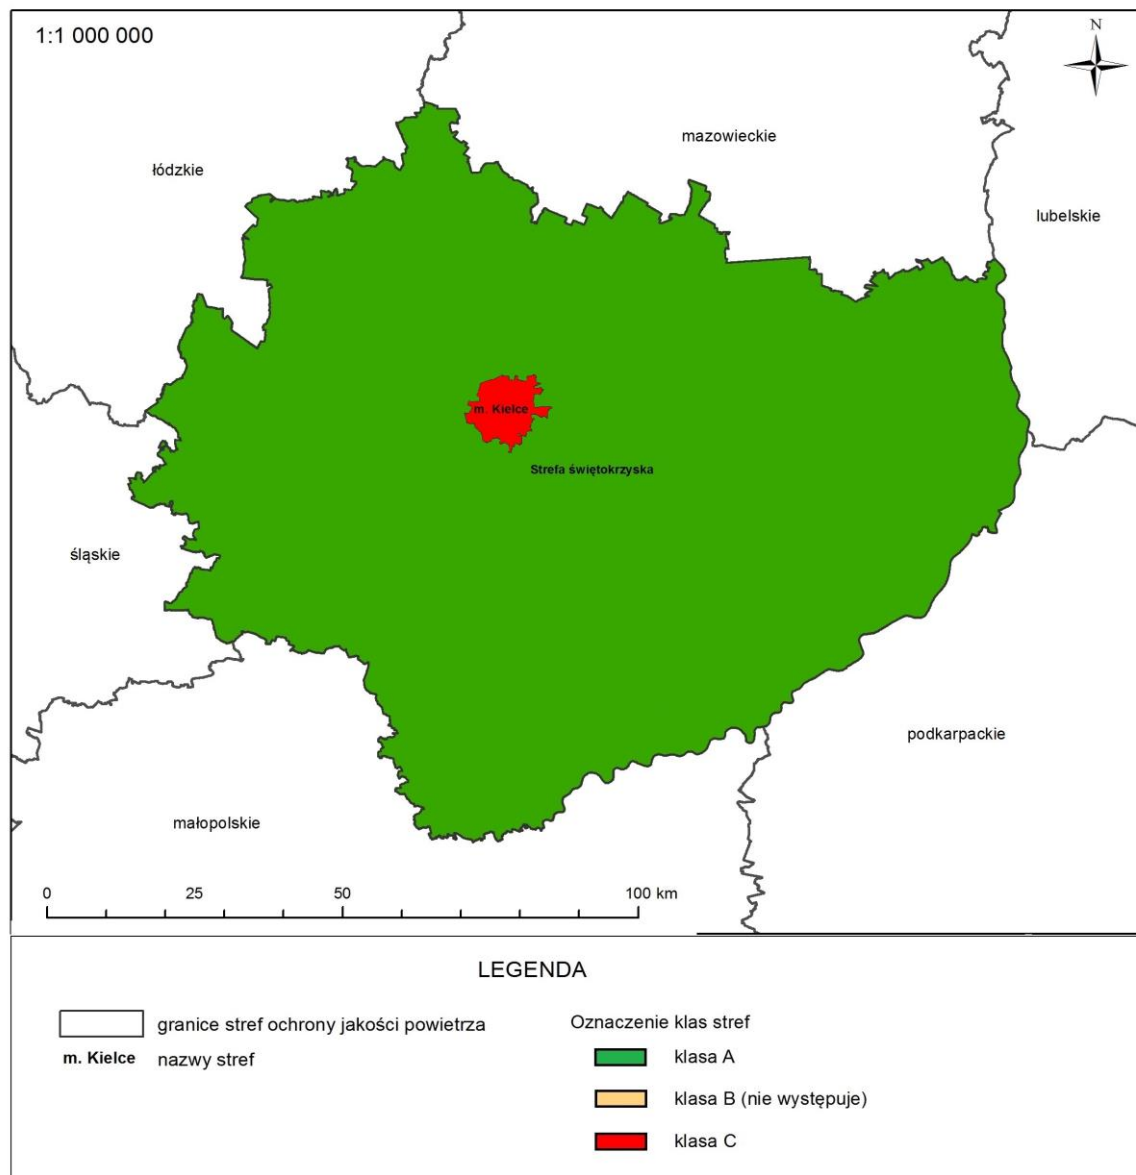 1:1 000 000
N
mazowieckie
łódzkie
lubelskie
m. Kielce
Strefa świętokrzyska
śląskie
podkarpackie
małopolskie
0 25 50 100 km
LEGENDA
granice stref ochrony jakości powietrza
m. Kielce nazwy stref
Oznaczenie klas stref
klasa A
klasa B (nie występuje)
klasa C